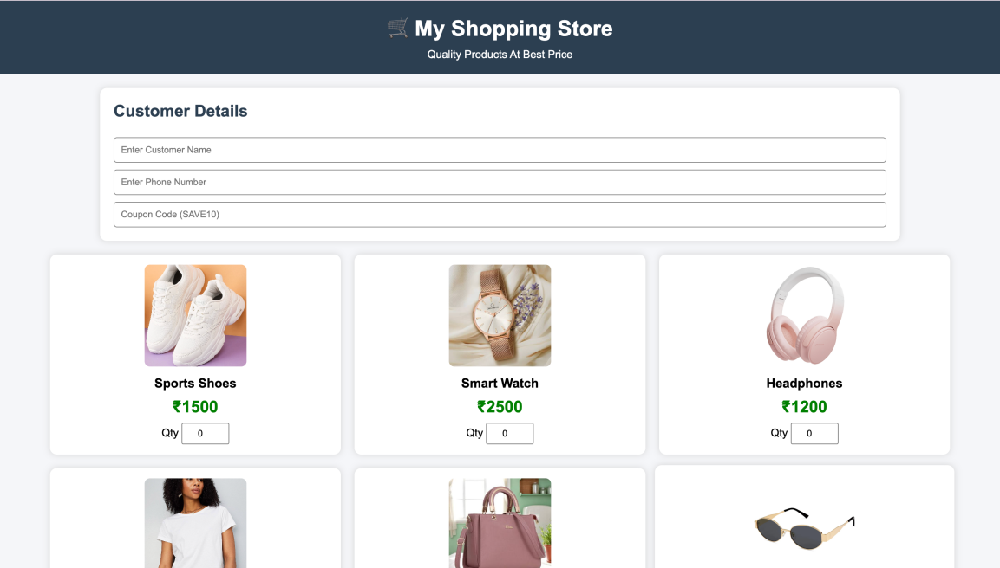 🛒 My Shopping Store
Quality Products At Best Price
Customer Details
Enter Customer Name
Enter Phone Number
Coupon Code (SAVE10)
Sports Shoes
₹1500
Qty 0
Smart Watch
₹2500
Qty 0
Headphones
₹1200
Qty 0